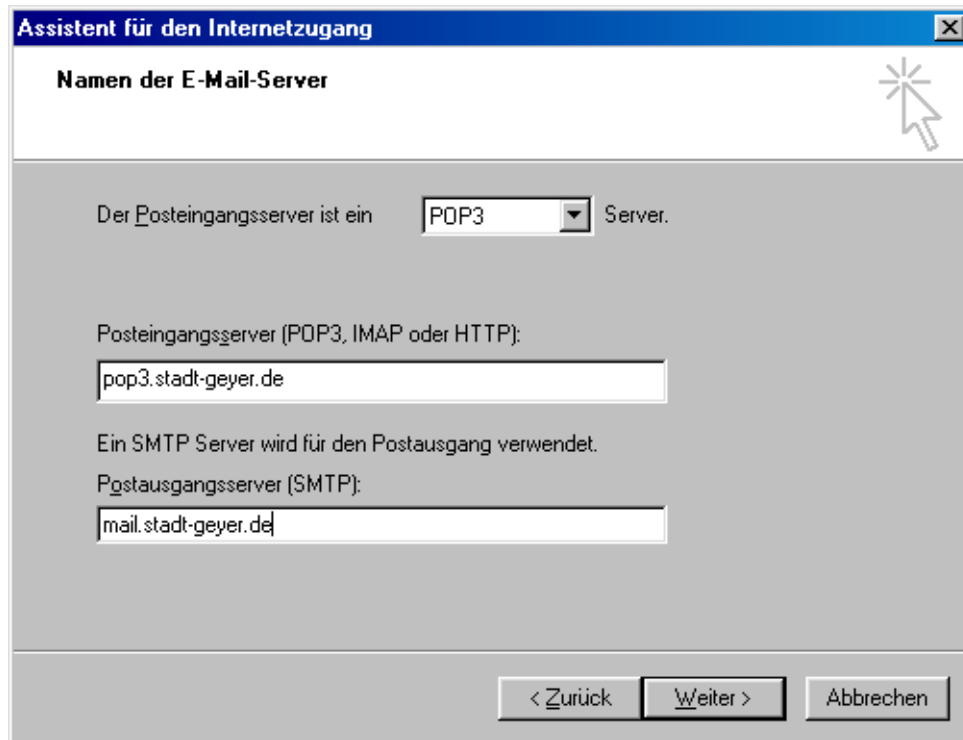 Assistent für den Internetzugang
Namen der E-Mail-Server
Der Posteingangsserver ist ein POP3 Server.
Posteingangsserver (POP3, IMAP oder HTTP):
pop3.stadt-geyer.de
Ein SMTP Server wird für den Postausgang verwendet.
Postausgangsserver (SMTP):
mail.stadt-geyer.de
< Zurück Weiter > Abbrechen